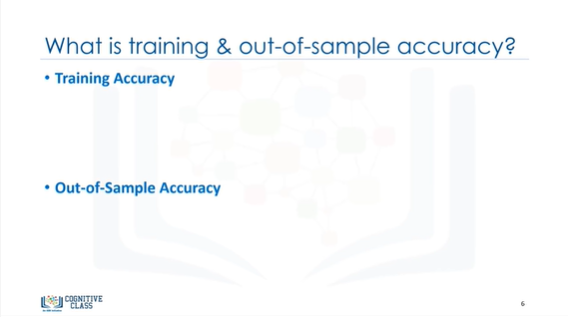 What is training & out-of-sample accuracy?
• Training Accuracy
• Out-of-Sample Accuracy
COGNITIVE
CLASS
6